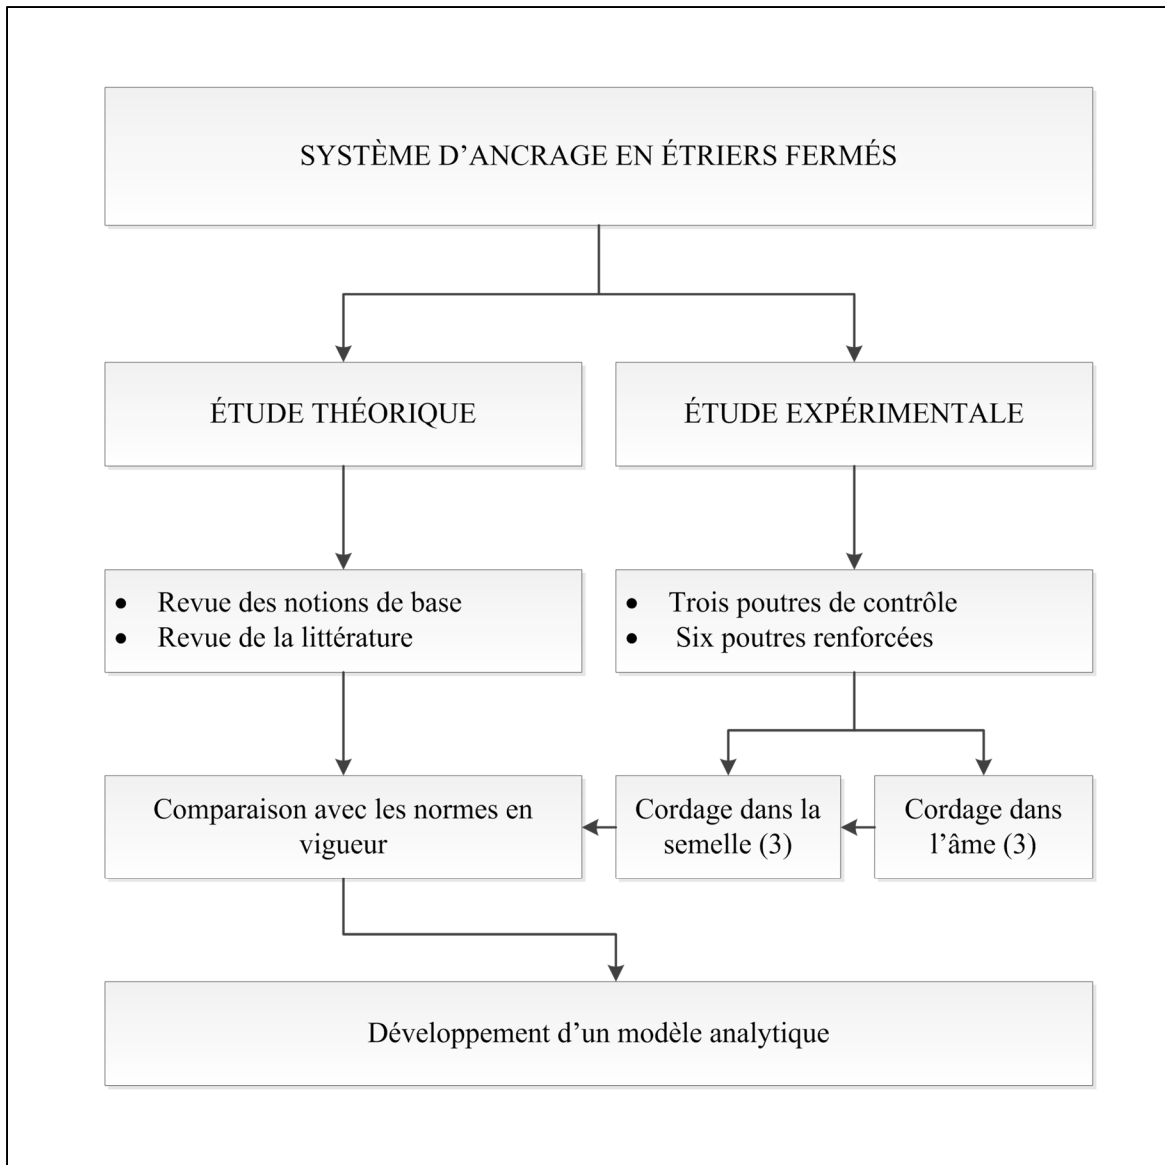 SYSTÈME D’ANCRAGE EN ÉTRIERS FERMÉS
ÉTUDE THÉORIQUE
ÉTUDE EXPÉRIMENTALE
• Revue des notions de base
• Revue de la littérature
• Trois poutres de contrôle
• Six poutres renforcées
Comparaison avec les normes en
vigueur
Cordage dans la
semelle (3)
Cordage dans
l’âme (3)
Développement d’un modèle analytique